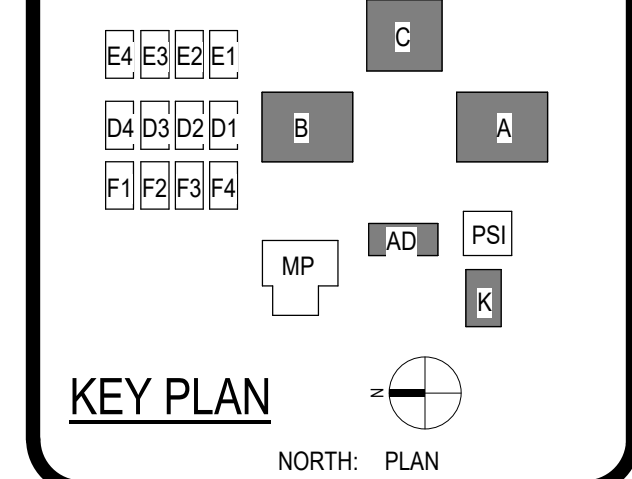 C
E4 E3 E2 E1
D4 D3 D2 D1 B A
F1 F2 F3 F4
AD PSI
MP
K
KEY PLAN N
NORTH: PLAN